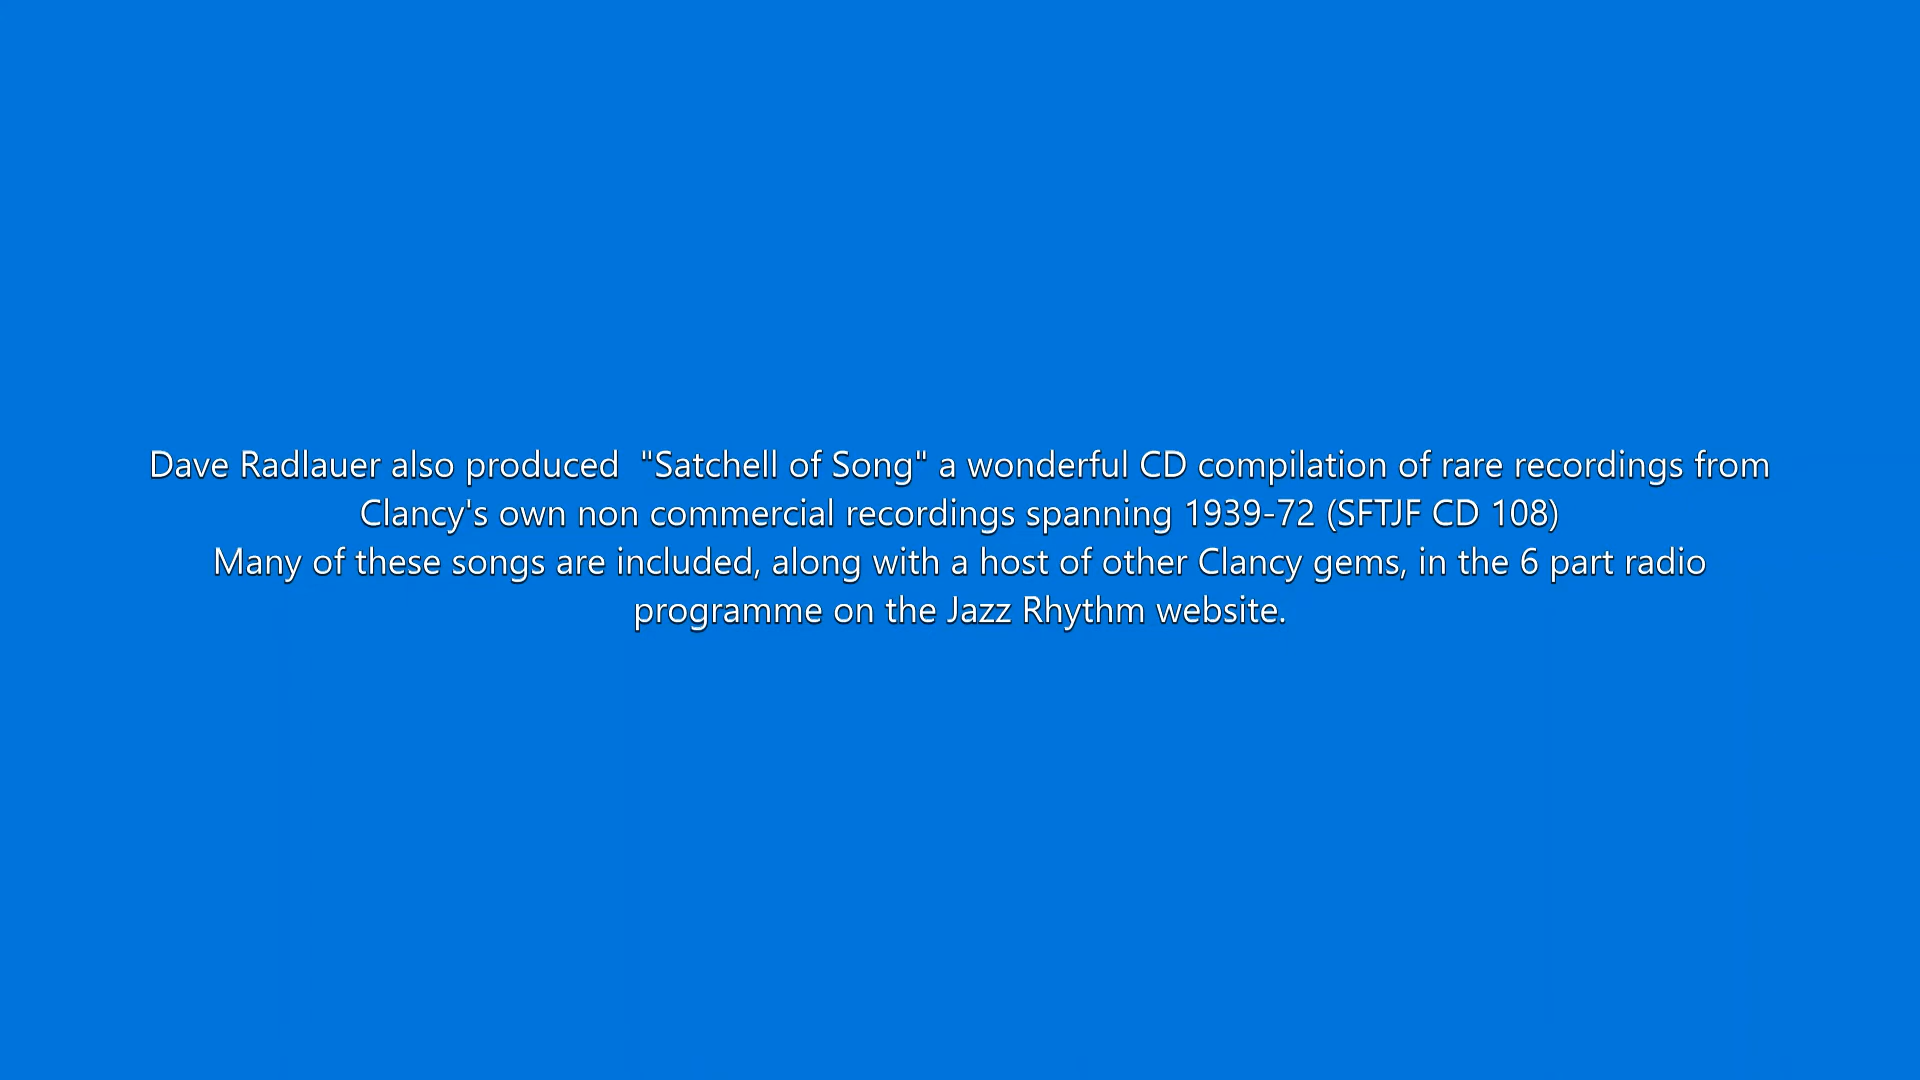 Dave Radlauer also produced  "Satchell of Song" a wonderful CD compilation of rare recordings from
Clancy's own non commercial recordings spanning 1939-72 (SFTJF CD 108)
Many of these songs are included, along with a host of other Clancy gems, in the 6 part radio
programme on the Jazz Rhythm website.